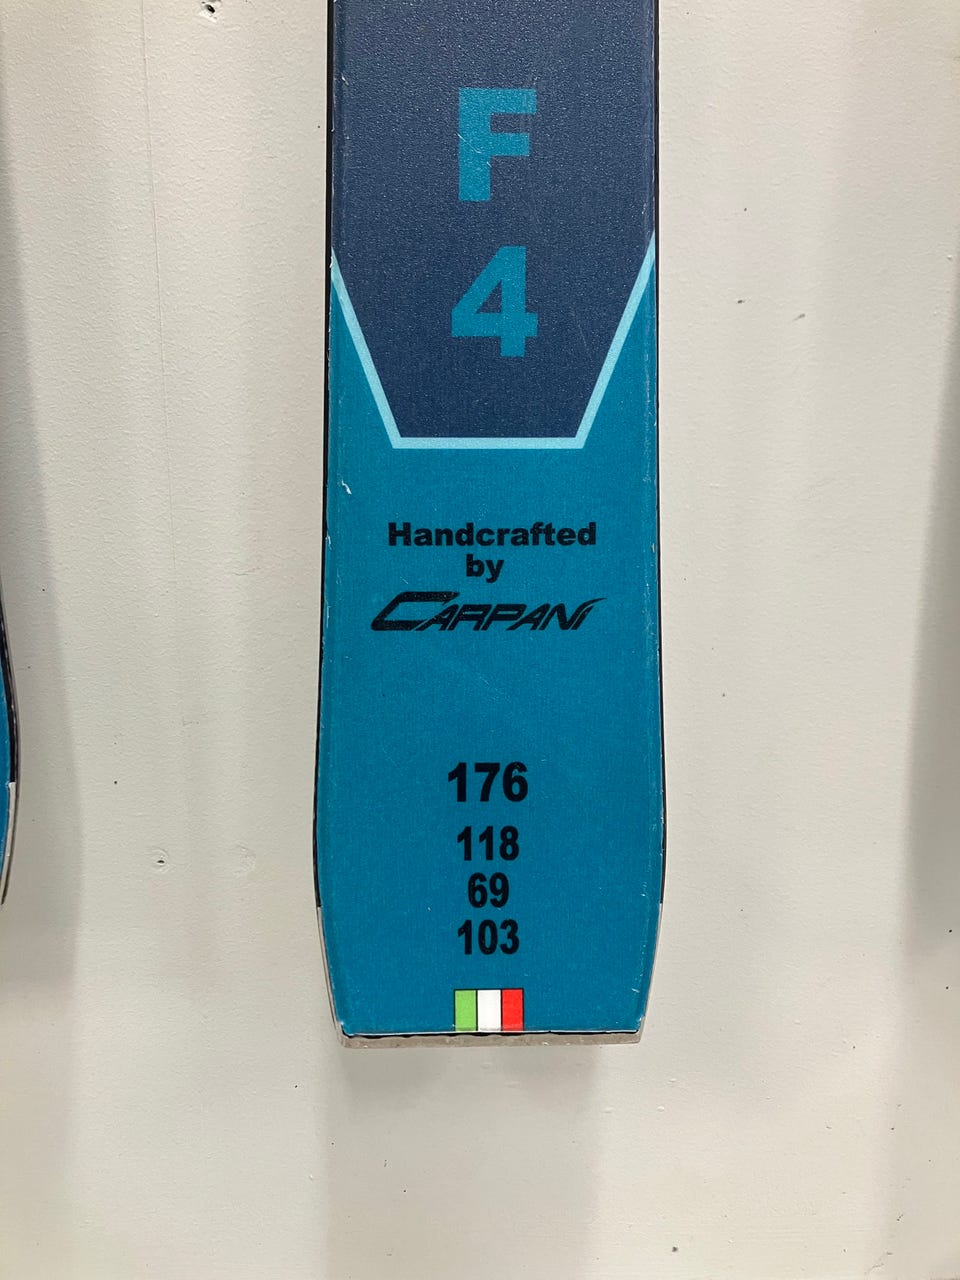 F
4
Handcrafted
by
CARPANI
176
118
69
103